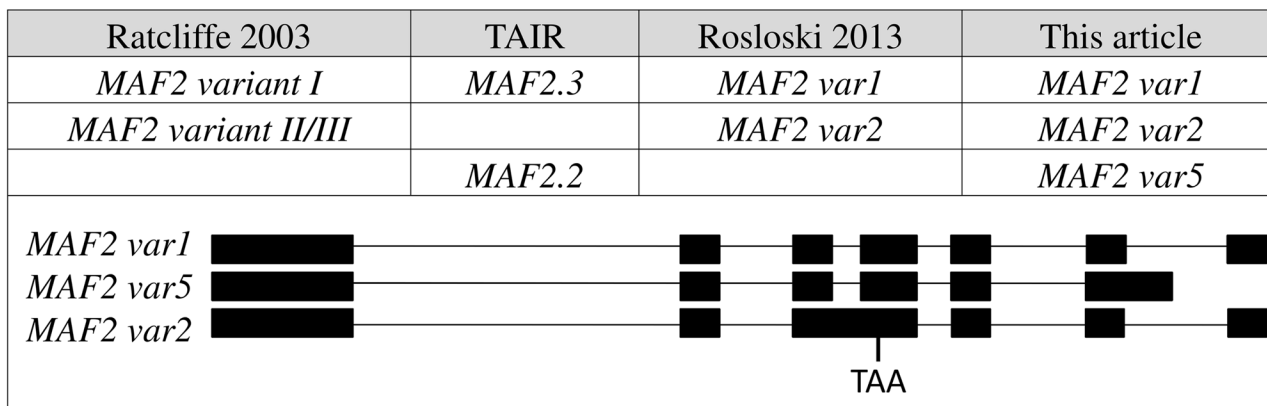 Ratcliffe 2003 TAIR Rosloski 2013 This article
MAF2 variant I MAF2.3 MAF2 var1 MAF2 var1
MAF2 variant II/III MAF2 var2 MAF2 var2
MAF2.2 MAF2 var5
MAF2 var1
MAF2 var5
MAF2 var2
TAA